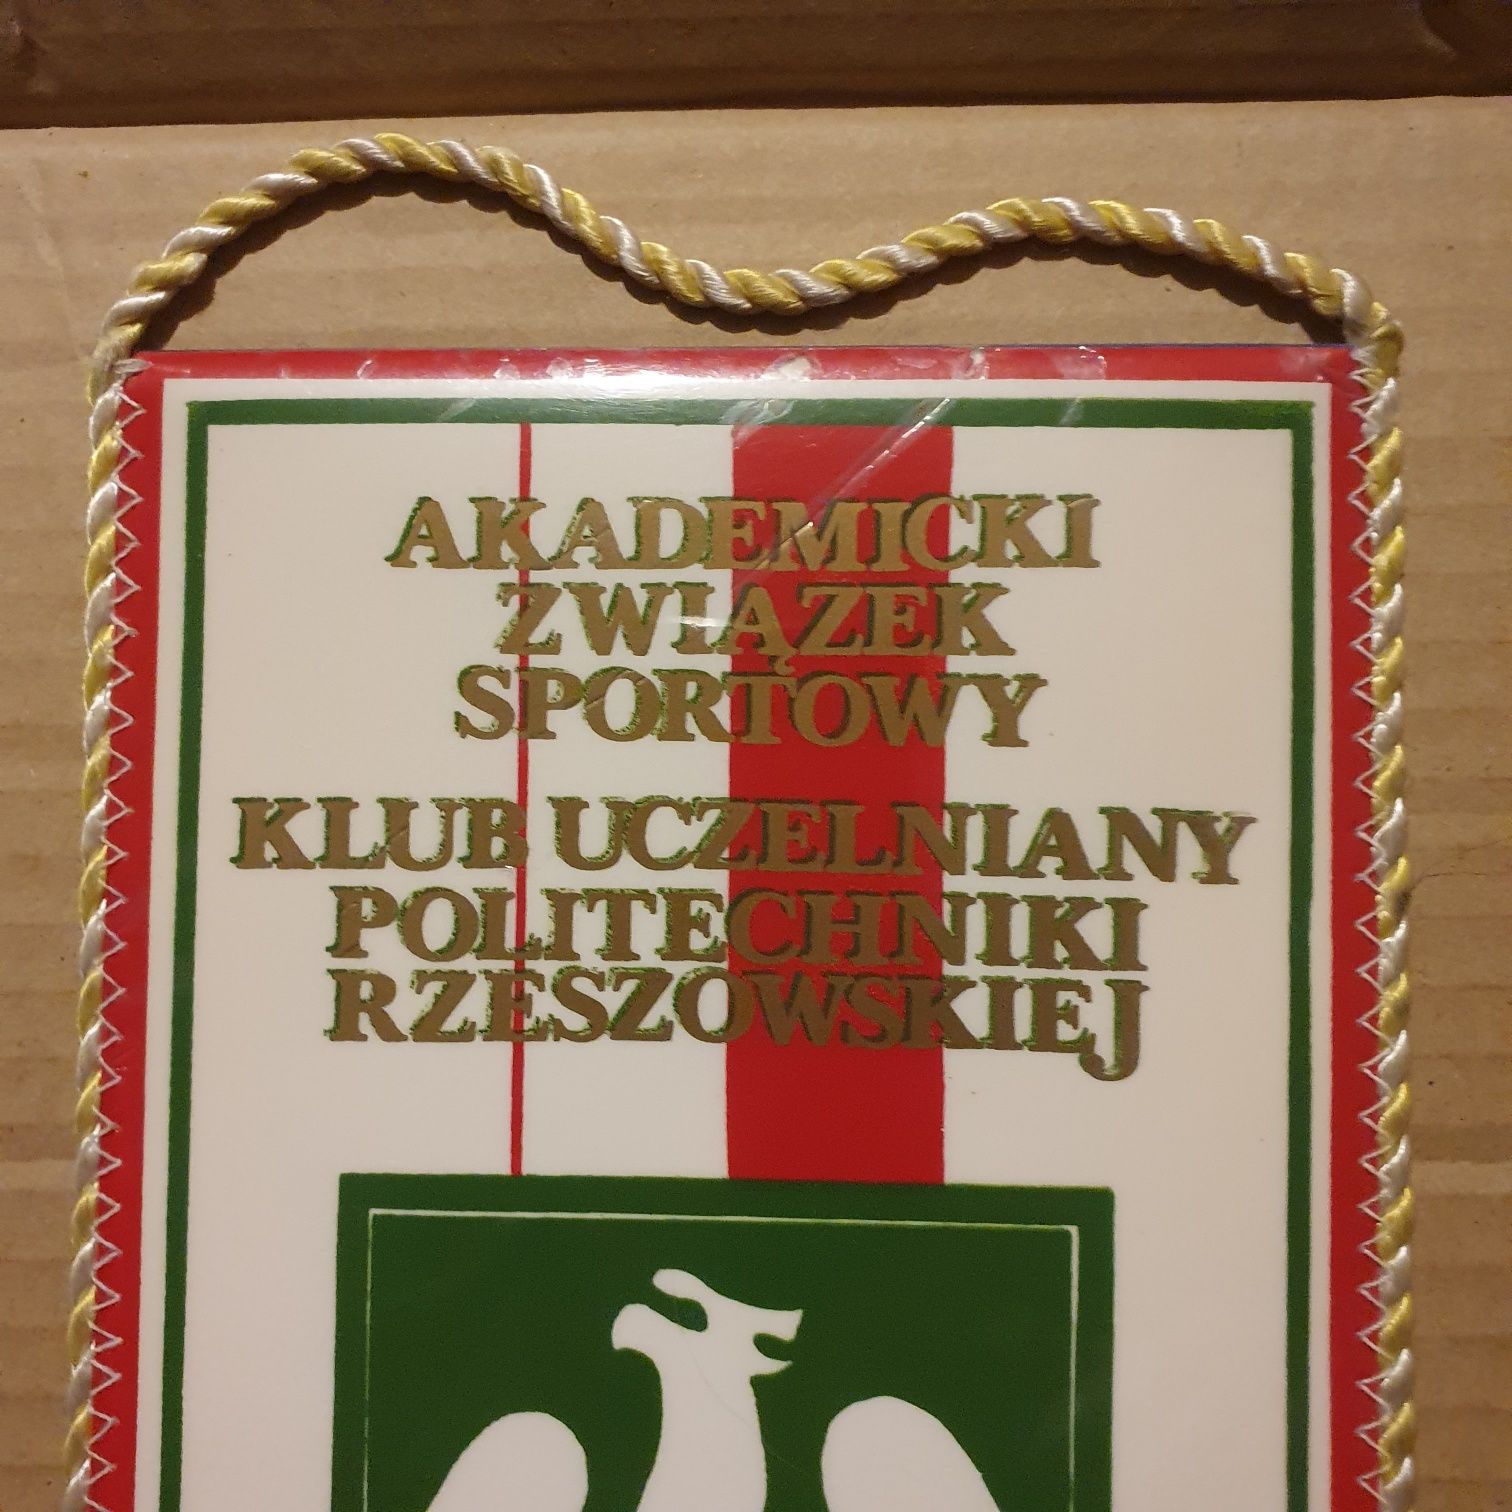 AKADEMICKI
ZWIĄZEK
SPORTOWY
KLUB UCZELNIANY
POLITECHNIKI
RZESZOWSKIEJ